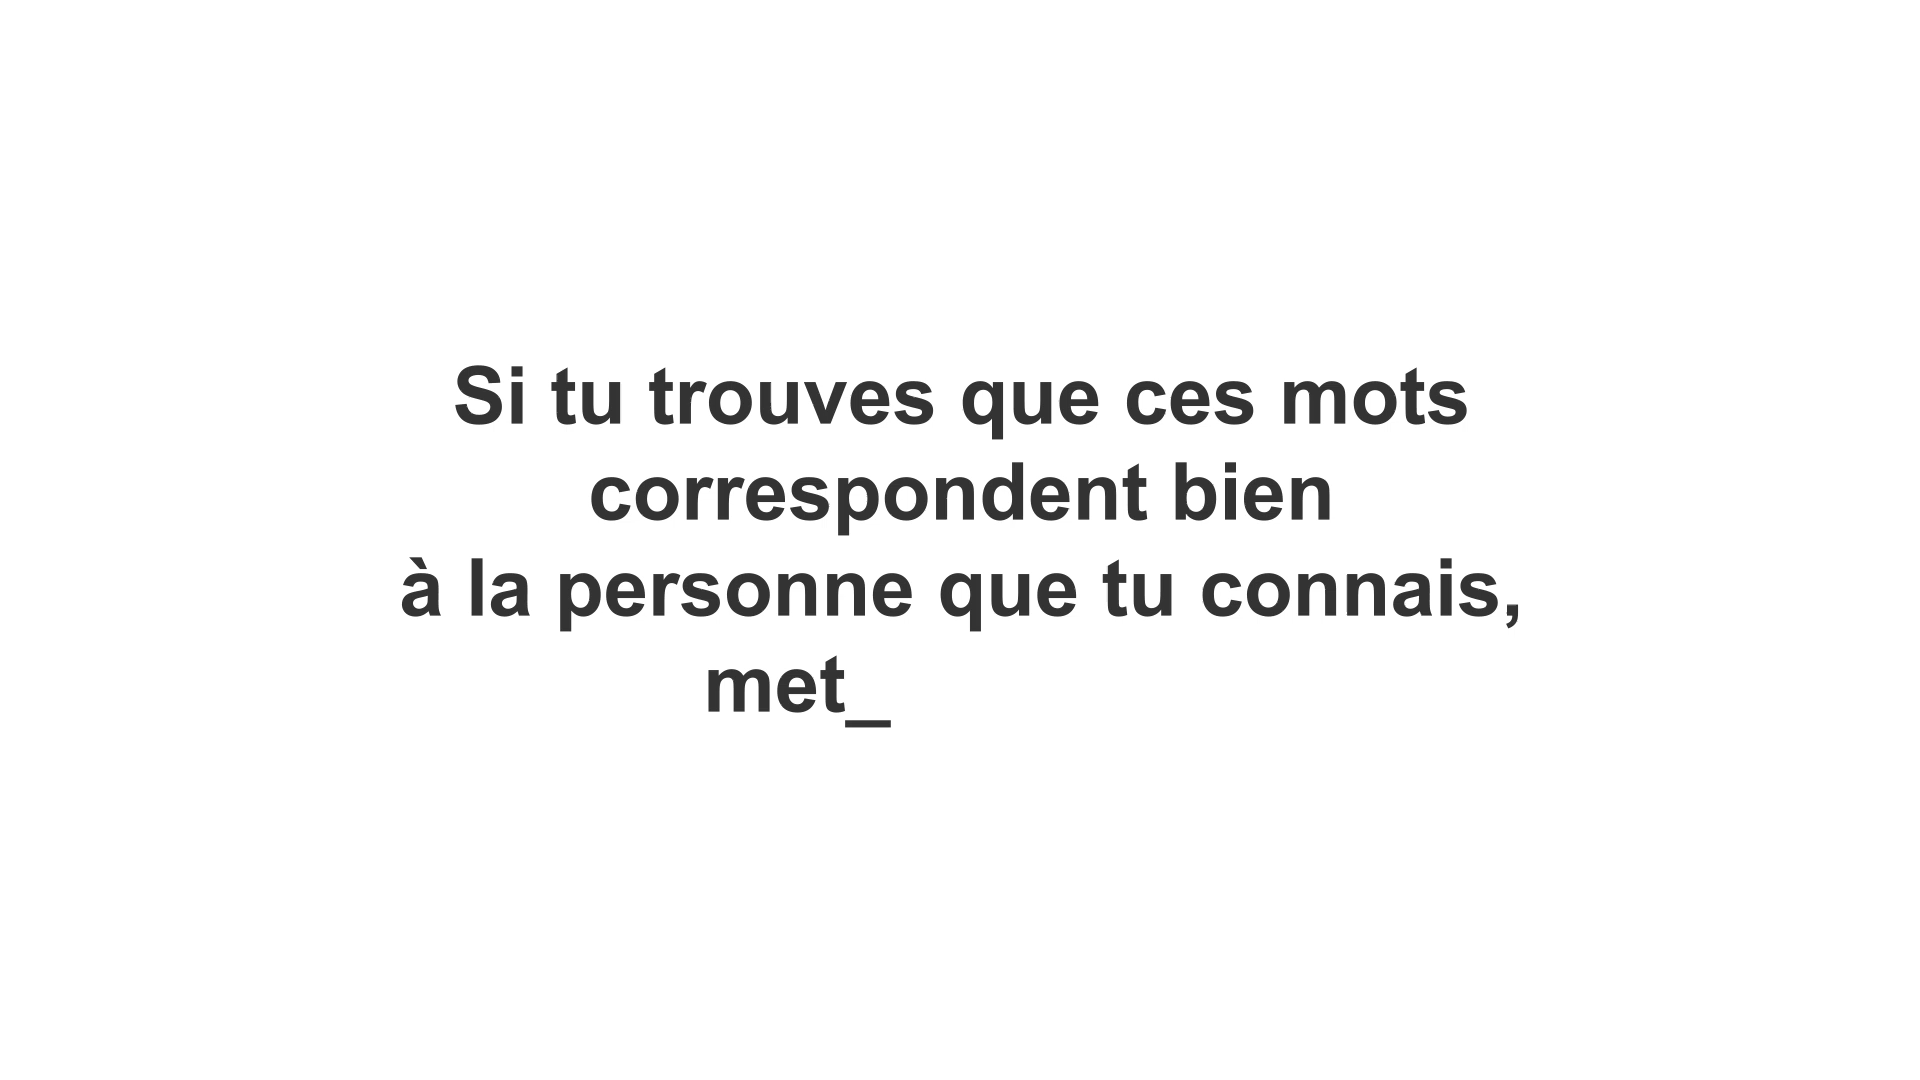 Si tu trouves que ces mots
correspondent bien
à la personne que tu connais,
met_